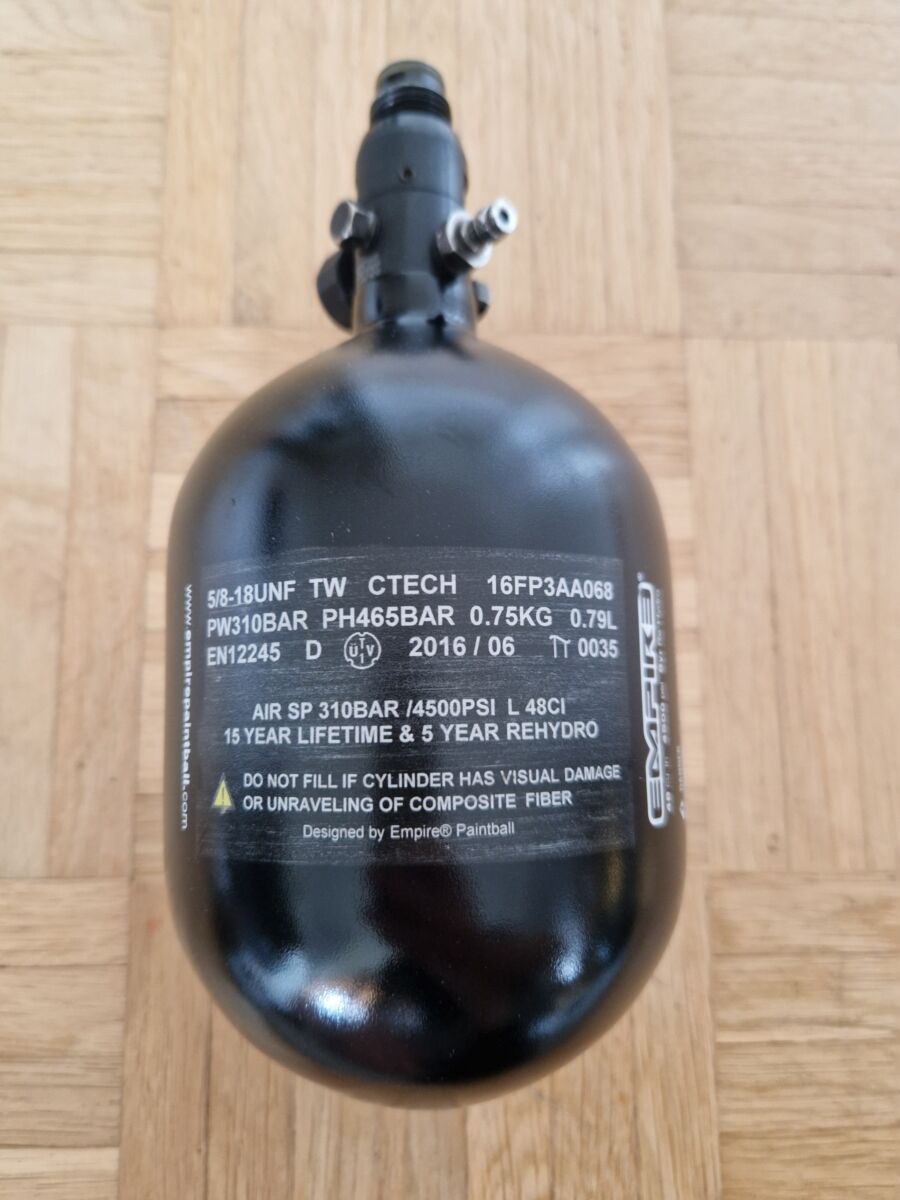 5/8-18UNF TW CTECH 16FP3AA068
PW310BAR PH465BAR 0.75KG 0.79L
EN12245 D TÜV 2016 / 06 π 0035
AIR SP 310BAR /4500PSI L 48CI
15 YEAR LIFETIME & 5 YEAR REHYDRO
DO NOT FILL IF CYLINDER HAS VISUAL DAMAGE
OR UNRAVELING OF COMPOSITE FIBER
Designed by Empire® Paintball
www.empirepaintball.com
EMPIRE®